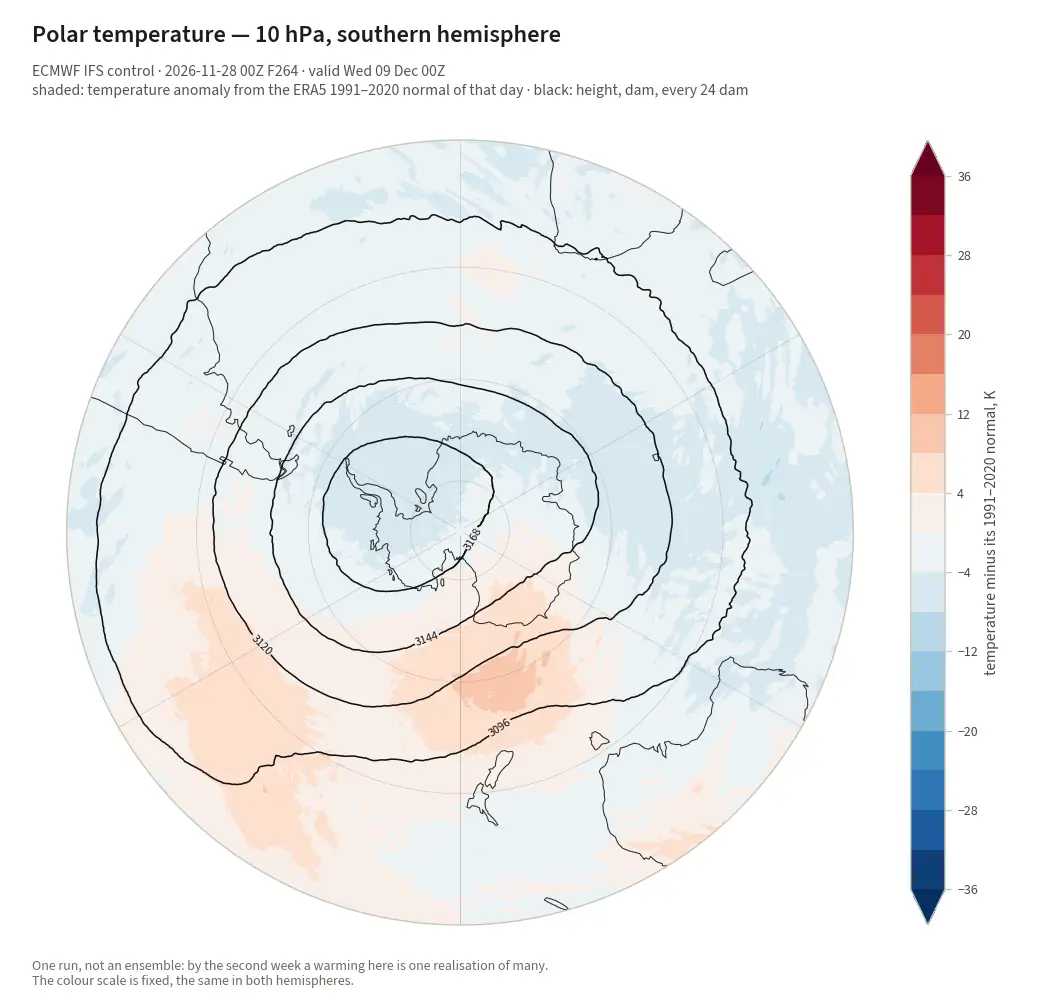 Polar temperature — 10 hPa, southern hemisphere
ECMWF IFS control · 2026-11-28 00Z F264 · valid Wed 09 Dec 00Z
shaded: temperature anomaly from the ERA5 1991–2020 normal of that day · black: height, dam, every 24 dam
36
28
20
12
4
−4
−12
−20
−28
−36
temperature minus its 1991–2020 normal, K
3168
3144
3120
3096
One run, not an ensemble: by the second week a warming here is one realisation of many.
The colour scale is fixed, the same in both hemispheres.